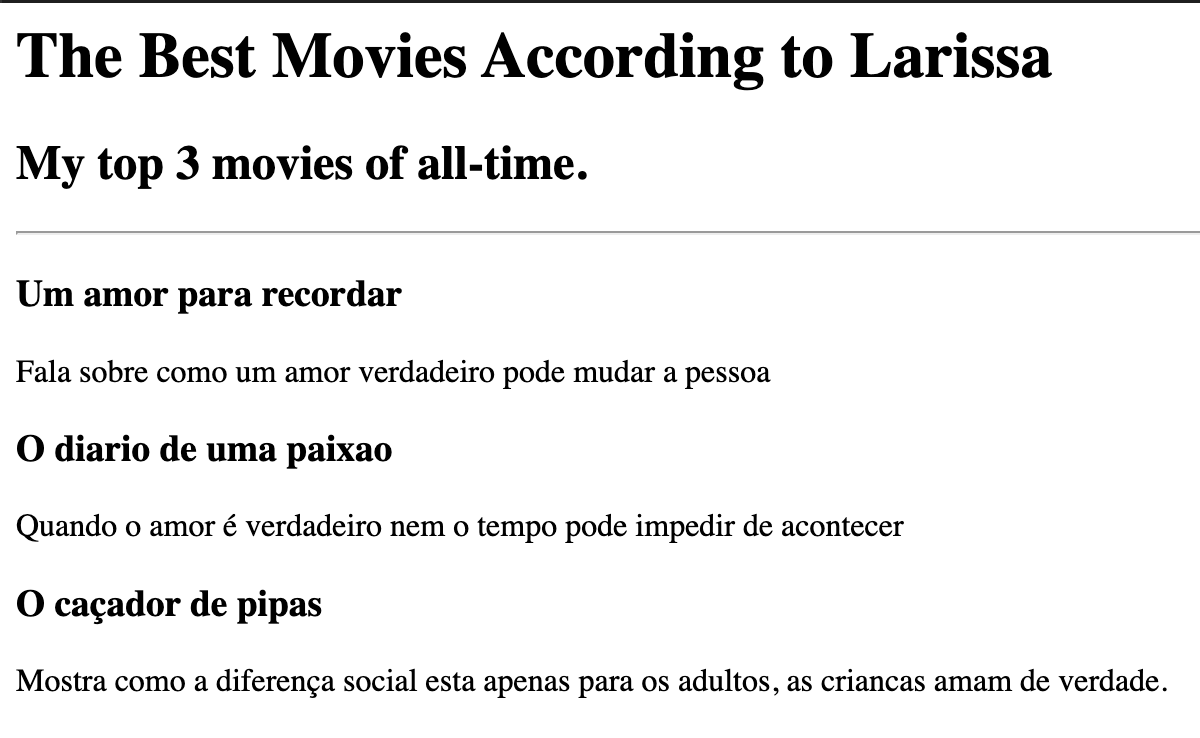 The Best Movies According to Larissa
My top 3 movies of all-time.
Um amor para recordar
Fala sobre como um amor verdadeiro pode mudar a pessoa
O diario de uma paixao
Quando o amor é verdadeiro nem o tempo pode impedir de acontecer
O caçador de pipas
Mostra como a diferença social esta apenas para os adultos, as criancas amam de verdade.